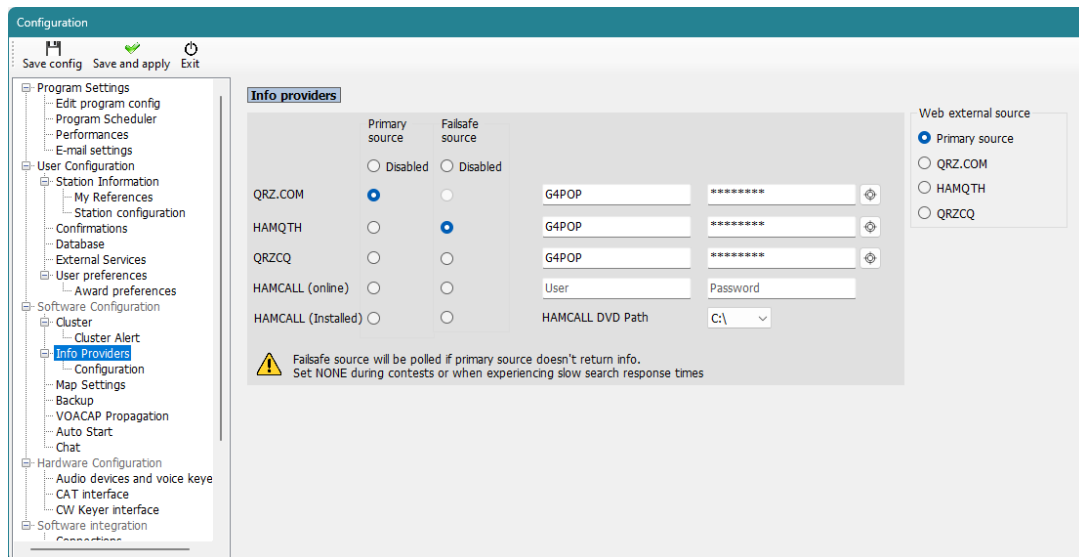 Configuration
Save config Save and apply Exit
Program Settings
Edit program config
Program Scheduler
Performances
E-mail settings
User Configuration
Station Information
My References
Station configuration
Confirmations
Database
External Services
User preferences
Award preferences
Software Configuration
Cluster
Cluster Alert
Info Providers
Configuration
Map Settings
Backup
VOACAP Propagation
Auto Start
Chat
Hardware Configuration
Audio devices and voice keye
CAT interface
CW Keyer interface
Software integration
Connections
Info providers
Primary source
Failsafe source
Disabled Disabled
QRZ.COM G4POP ********
HAMQTH G4POP ********
QRZCQ G4POP ********
HAMCALL (online) User Password
HAMCALL (Installed) HAMCALL DVD Path C:\
Failsafe source will be polled if primary source doesn't return info.
Set NONE during contests or when experiencing slow search response times
Web external source
Primary source
QRZ.COM
HAMQTH
QRZCQ